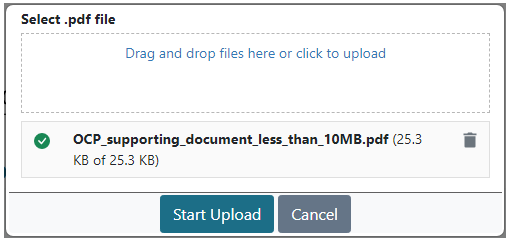 Select .pdf file
Drag and drop files here or click to upload
OCP_supporting_document_less_than_10MB.pdf (25.3
KB of 25.3 KB)
Start Upload Cancel